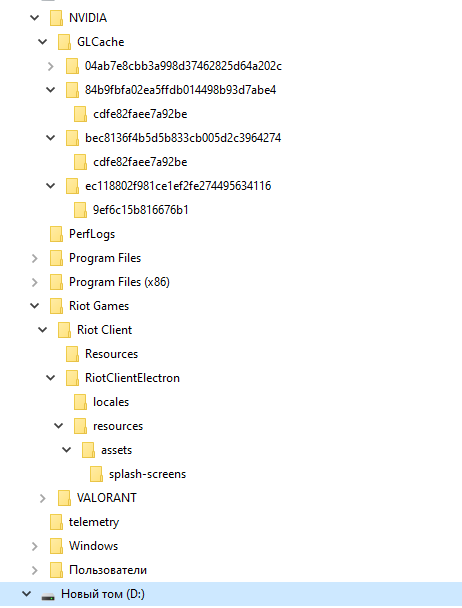 NVIDIA
GLCache
04ab7e8cbb3a998d37462825d64a202c
84b9fbfa02ea5ffdb014498b93d7abe4
cdfe82faee7a92be
bec8136f4b5d5b833cb005d2c3964274
cdfe82faee7a92be
ec118802f981ce1ef2fe274495634116
9ef6c15b816676b1
PerfLogs
Program Files
Program Files (x86)
Riot Games
Riot Client
Resources
RiotClientElectron
locales
resources
assets
splash-screens
VALORANT
telemetry
Windows
Пользователи
Новый том (D:)